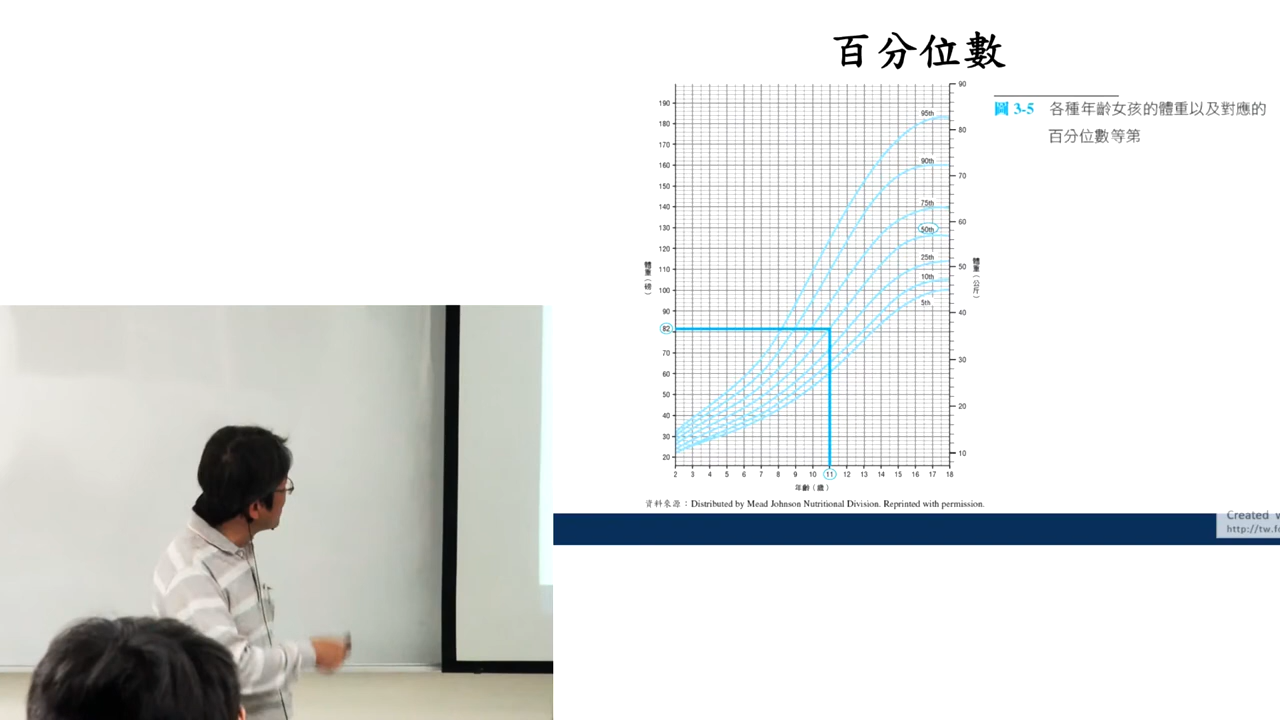 百分位數
圖 3-5 各種年齡女孩的體重以及對應的
百分位數等第
190
180
170
160
150
140
130
120
110
100
90
82
70
60
50
40
30
20
體重（磅）
95th
90th
75th
50th
25th
10th
5th
90
80
70
60
50
40
30
20
10
體重（公斤）
2 3 4 5 6 7 8 9 10 11 12 13 14 15 16 17 18
年齡（歲）
資料來源：Distributed by Mead Johnson Nutritional Division. Reprinted with permission.
Created
http://tw.fo